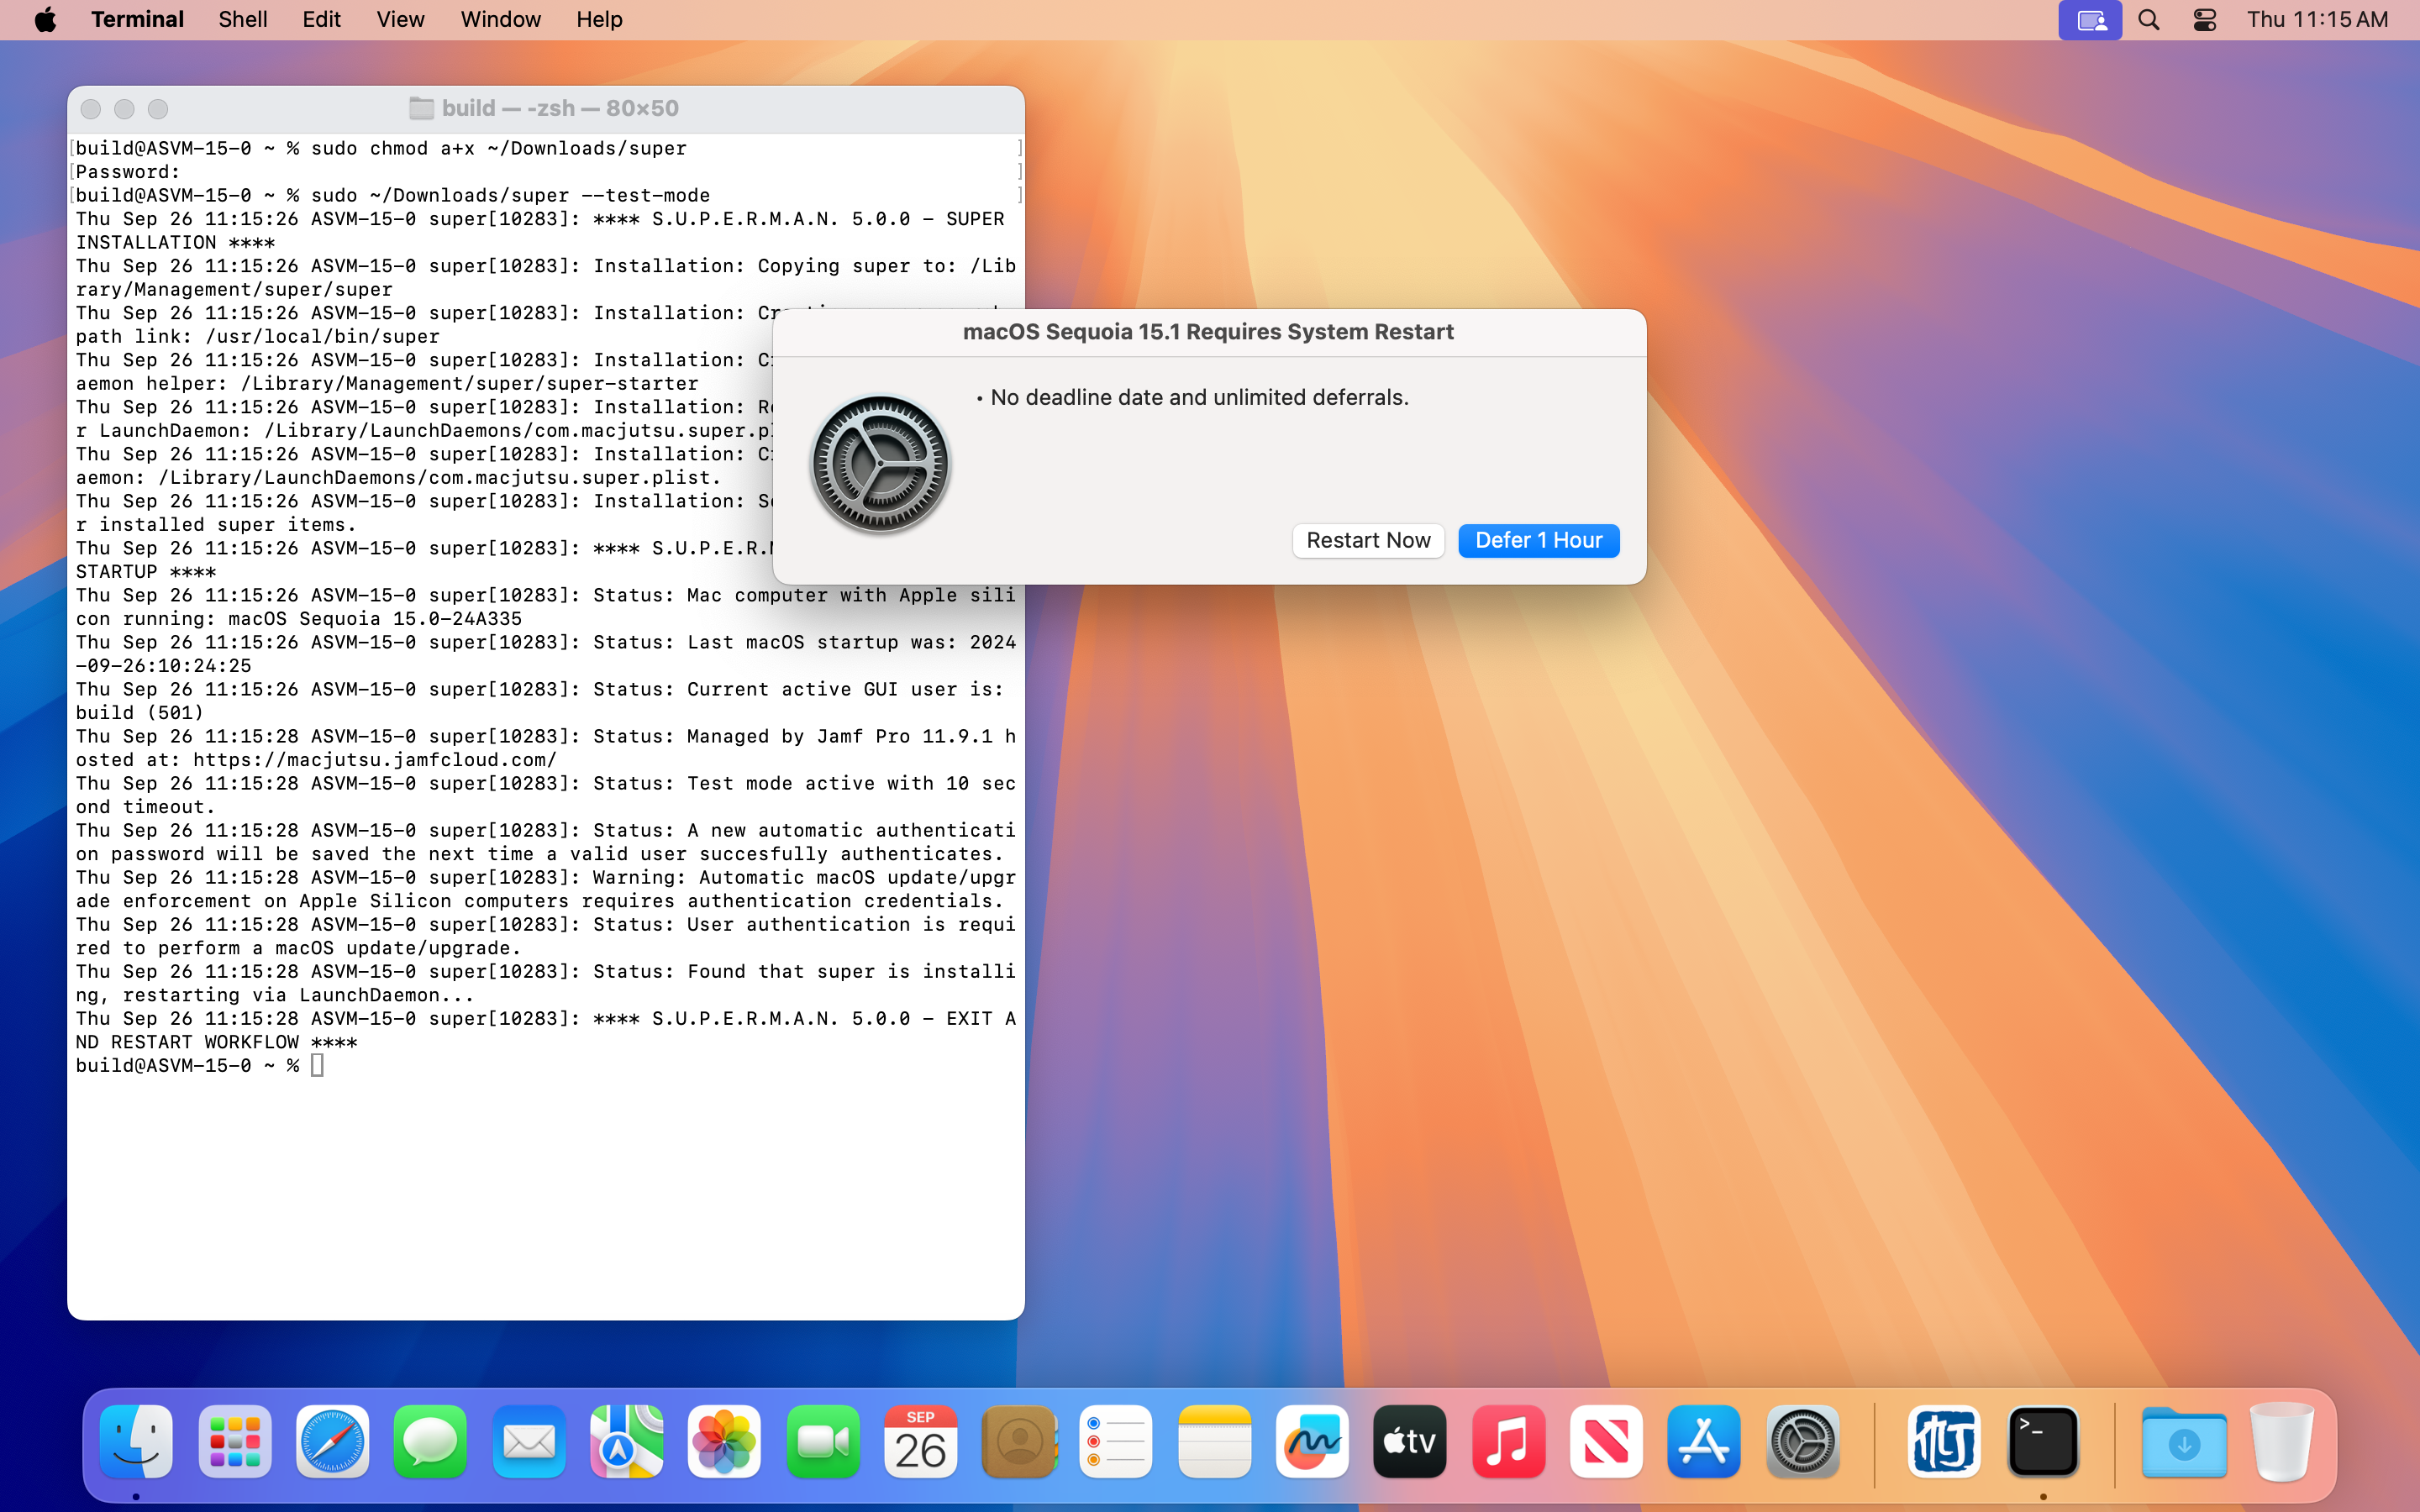 Terminal Shell Edit View Window Help Thu 11:15 AM
build — -zsh — 80×50
build@ASVM-15-0 ~ % sudo chmod a+x ~/Downloads/super
Password:
build@ASVM-15-0 ~ % sudo ~/Downloads/super --test-mode
Thu Sep 26 11:15:26 ASVM-15-0 super[10283]: **** S.U.P.E.R.M.A.N. 5.0.0 - SUPER
INSTALLATION ****
Thu Sep 26 11:15:26 ASVM-15-0 super[10283]: Installation: Copying super to: /Lib
rary/Management/super/super
Thu Sep 26 11:15:26 ASVM-15-0 super[10283]: Installation:
path link: /usr/local/bin/super
Thu Sep 26 11:15:26 ASVM-15-0 super[10283]: Installation:
aemon helper: /Library/Management/super/super-starter
Thu Sep 26 11:15:26 ASVM-15-0 super[10283]: Installation:
r LaunchDaemon: /Library/LaunchDaemons/com.macjutsu.super.pl
Thu Sep 26 11:15:26 ASVM-15-0 super[10283]: Installation:
aemon: /Library/LaunchDaemons/com.macjutsu.super.plist.
Thu Sep 26 11:15:26 ASVM-15-0 super[10283]: Installation:
r installed super items.
Thu Sep 26 11:15:26 ASVM-15-0 super[10283]: **** S.U.P.E.R.M
STARTUP ****
Thu Sep 26 11:15:26 ASVM-15-0 super[10283]: Status: Mac computer with Apple sili
con running: macOS Sequoia 15.0-24A335
Thu Sep 26 11:15:26 ASVM-15-0 super[10283]: Status: Last macOS startup was: 2024
-09-26:10:24:25
Thu Sep 26 11:15:26 ASVM-15-0 super[10283]: Status: Current active GUI user is:
build (501)
Thu Sep 26 11:15:28 ASVM-15-0 super[10283]: Status: Managed by Jamf Pro 11.9.1 h
osted at: https://macjutsu.jamfcloud.com/
Thu Sep 26 11:15:28 ASVM-15-0 super[10283]: Status: Test mode active with 10 sec
ond timeout.
Thu Sep 26 11:15:28 ASVM-15-0 super[10283]: Status: A new automatic authenticati
on password will be saved the next time a valid user succesfully authenticates.
Thu Sep 26 11:15:28 ASVM-15-0 super[10283]: Warning: Automatic macOS update/upgr
ade enforcement on Apple Silicon computers requires authentication credentials.
Thu Sep 26 11:15:28 ASVM-15-0 super[10283]: Status: User authentication is requi
red to perform a macOS update/upgrade.
Thu Sep 26 11:15:28 ASVM-15-0 super[10283]: Status: Found that super is installi
ng, restarting via LaunchDaemon...
Thu Sep 26 11:15:28 ASVM-15-0 super[10283]: **** S.U.P.E.R.M.A.N. 5.0.0 - EXIT A
ND RESTART WORKFLOW ****
build@ASVM-15-0 ~ %
macOS Sequoia 15.1 Requires System Restart
• No deadline date and unlimited deferrals.
Restart Now Defer 1 Hour
SEP
26
tv
>_